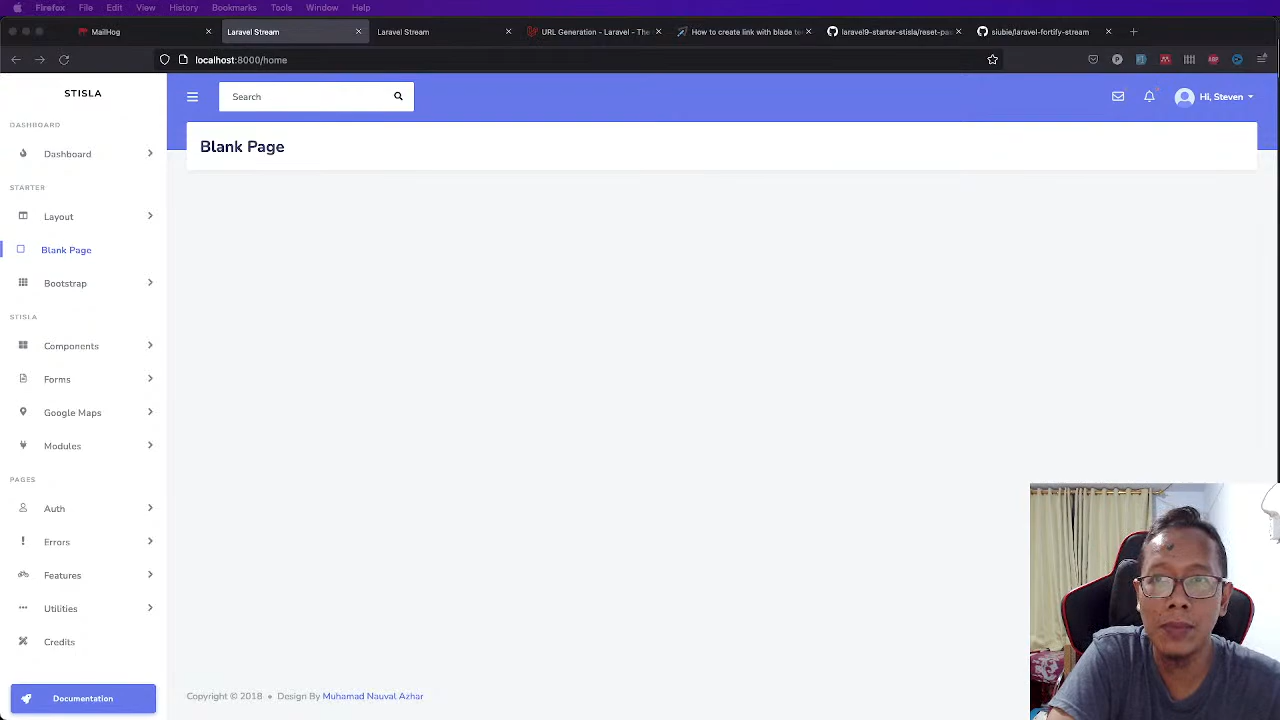 Firefox File Edit View History Bookmarks Tools Window Help
MailHog Laravel Stream Laravel Stream URL Generation - Laravel - The How to create link with blade te laravel9-starter-stisla/reset-pa siubie/laravel-fortify-stream
localhost:8000/home
STISLA
Search
Hi, Steven
DASHBOARD
Dashboard
Blank Page
STARTER
Layout
Blank Page
Bootstrap
STISLA
Components
Forms
Google Maps
Modules
PAGES
Auth
Errors
Features
Utilities
Credits
Documentation
Copyright © 2018 • Design By Muhamad Nauval Azhar